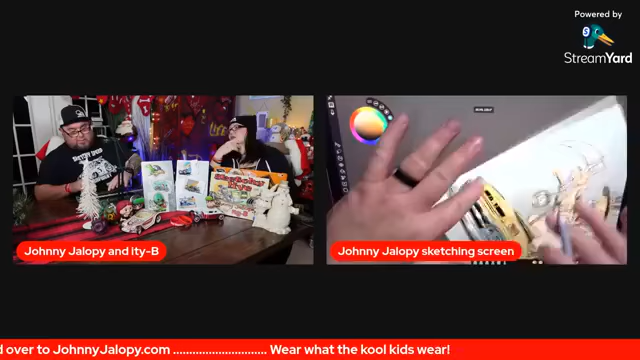 Powered by
StreamYard
Johnny Jalopy and Ity-B
Johnny Jalopy sketching screen
d over to JohnnyJalopy.com ............................ Wear what the kool kids wear!